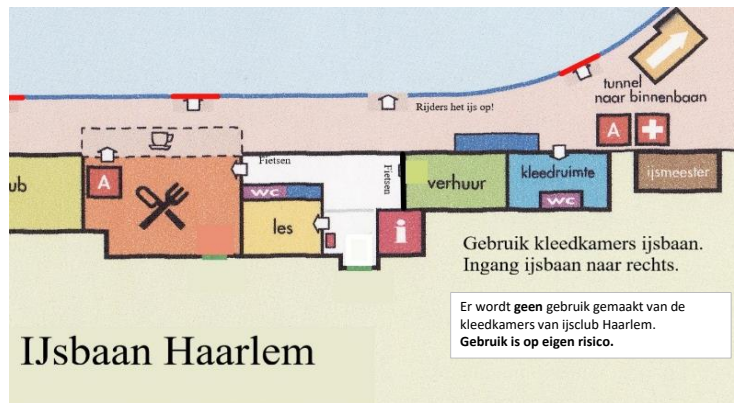 Rijders het ijs op!
tunnel
naar binnenbaan
A
Fietsen
Fietsen
ub
A
wc
les
i
verhuur
kleedruimte
wc
ijsmeester
Gebruik kleedkamers ijsbaan.
Ingang ijsbaan naar rechts.
Er wordt geen gebruik gemaakt van de
kleedkamers van ijsclub Haarlem.
Gebruik is op eigen risico.
IJsbaan Haarlem